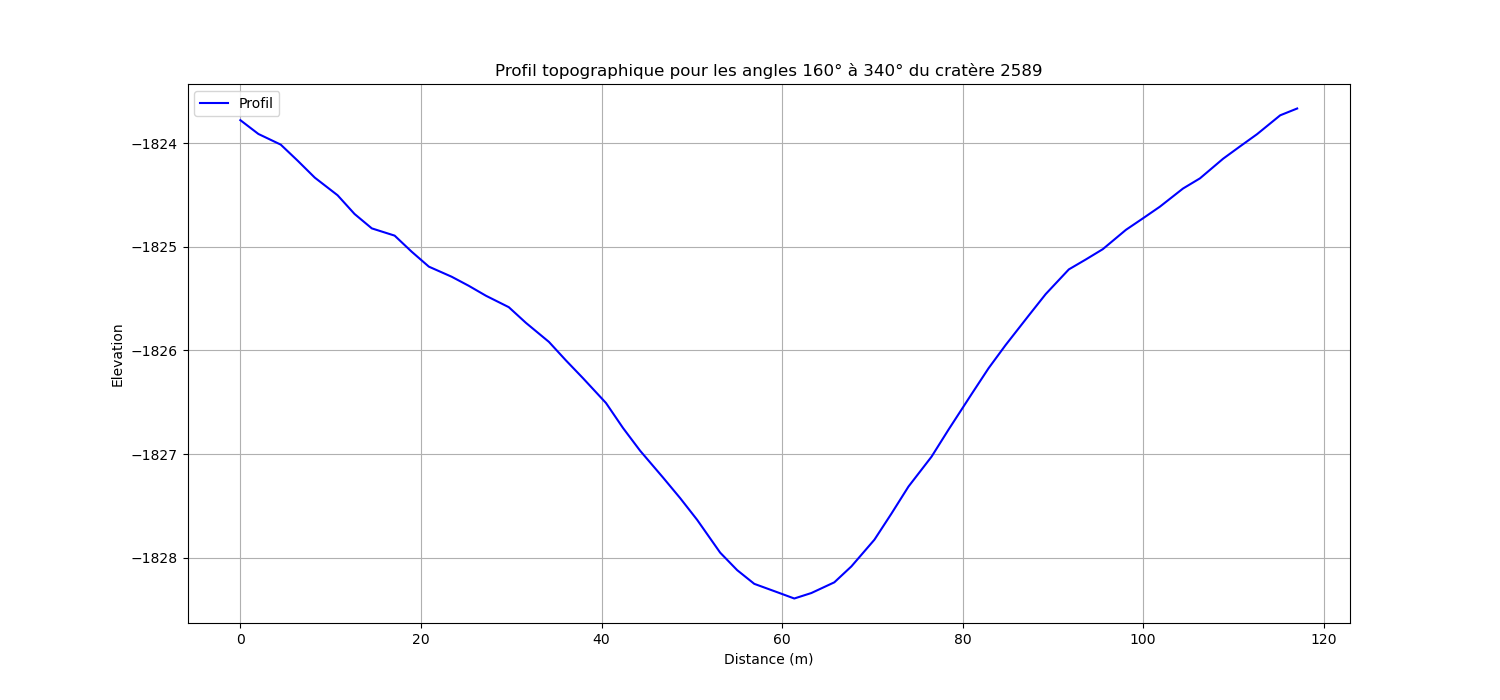 Profil topographique pour les angles 160° à 340° du cratère 2589
Profil
−1824
−1825
−1826
−1827
−1828
Elevation
0 20 40 60 80 100 120
Distance (m)